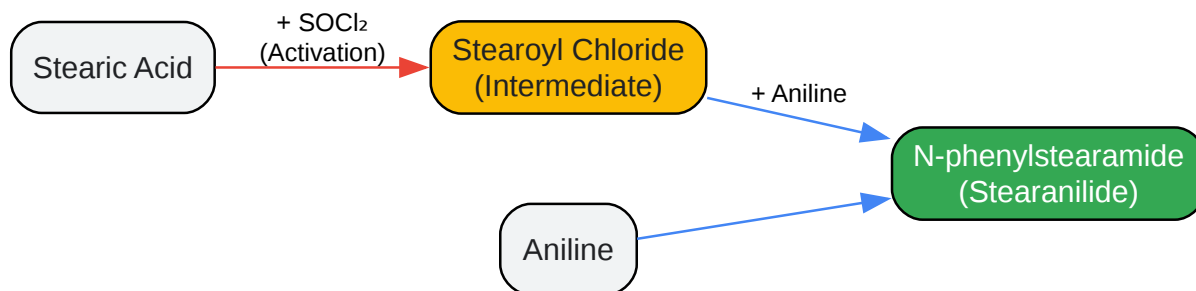 + SOCl₂
(Activation)
Stearic Acid
Stearoyl Chloride
(Intermediate)
+ Aniline
N-phenylstearamide
(Stearanilide)
Aniline